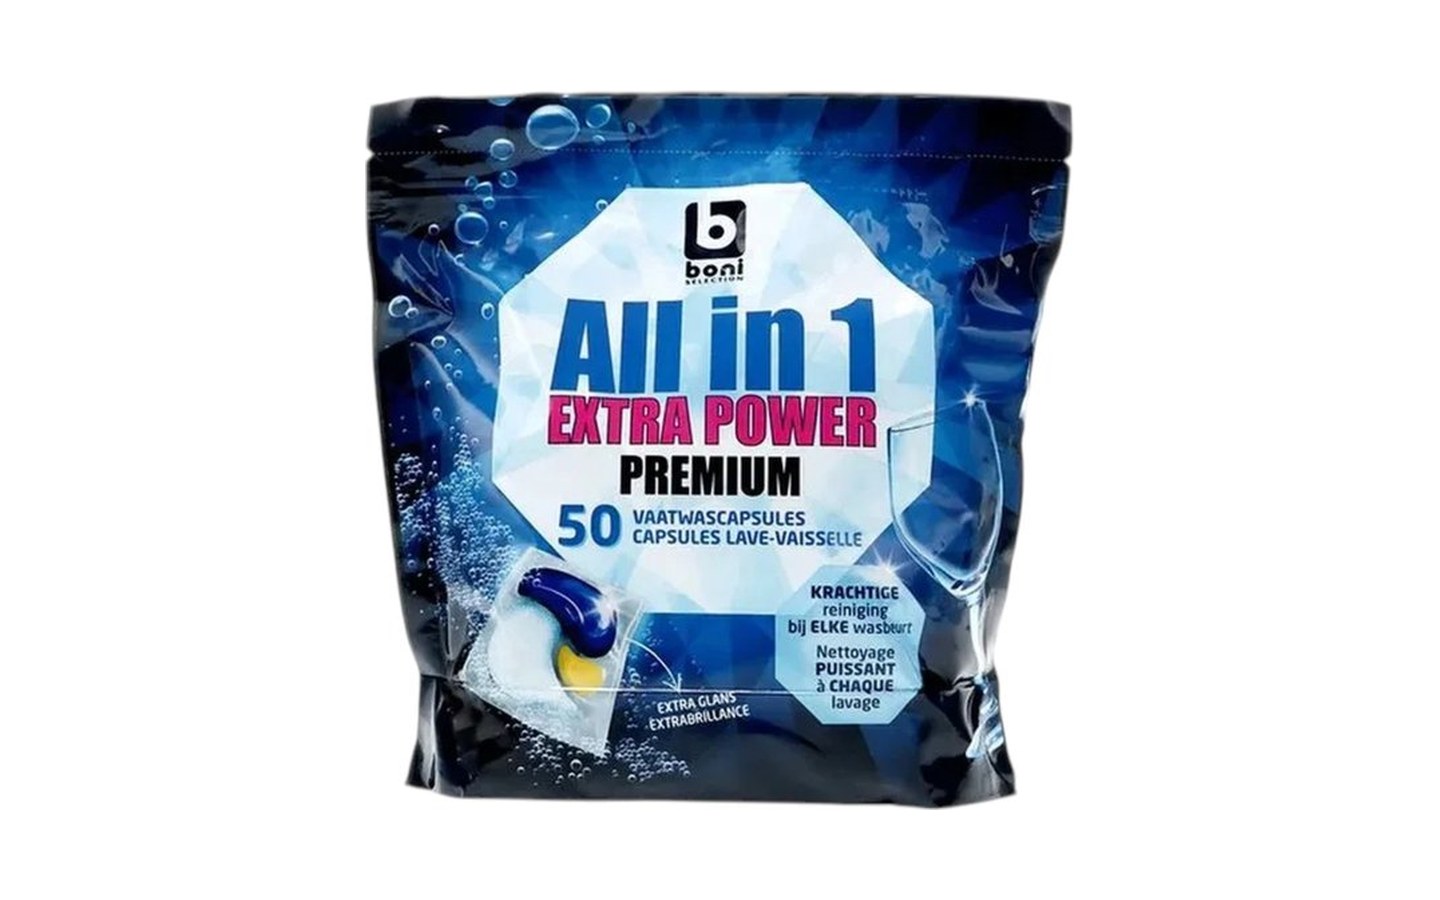 b
boni
SELECTION
All in 1
EXTRA POWER
PREMIUM
50 VAATWASCAPSULES
CAPSULES LAVE-VAISSELLE
KRACHTIGE
reiniging
bij ELKE wasbeurt
Nettoyage
PUISSANT
à CHAQUE
lavage
EXTRA GLANS
EXTRABRILLANCE